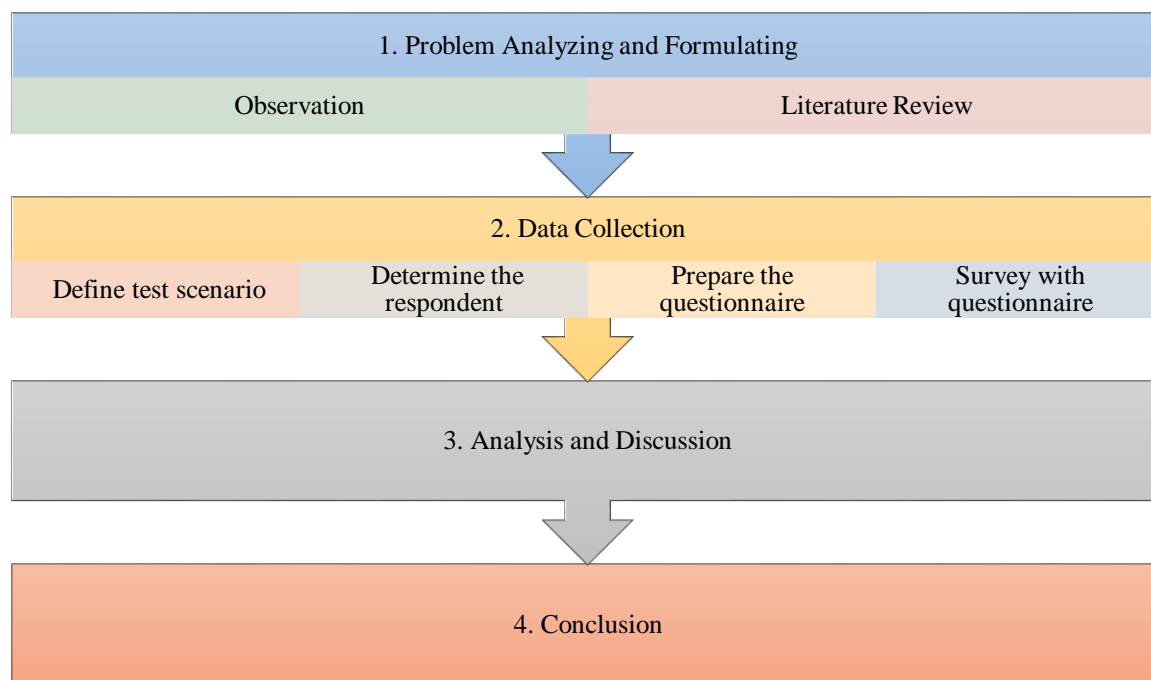 1. Problem Analyzing and Formulating
Observation
Literature Review
2. Data Collection
Define test scenario
Determine the
respondent
Prepare the
questionnaire
Survey with
questionnaire
3. Analysis and Discussion
4. Conclusion